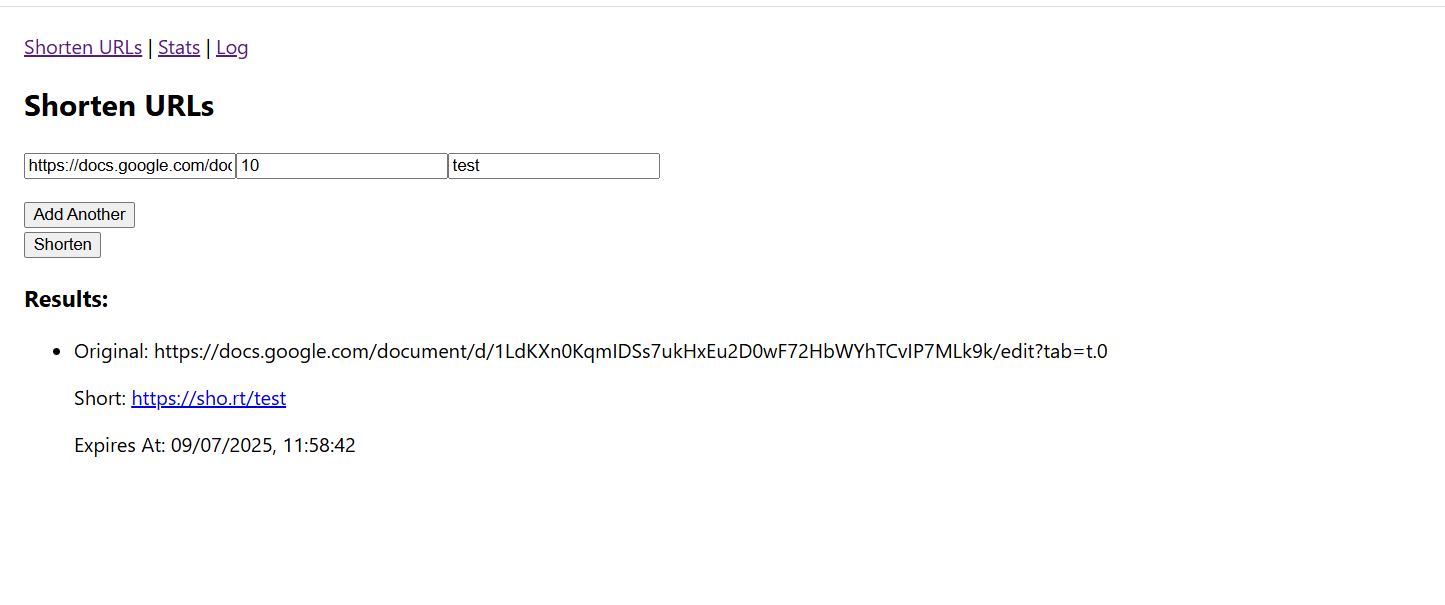 Shorten URLs | Stats | Log
Shorten URLs
https://docs.google.com/doc 10 test
Add Another
Shorten
Results:
Original: https://docs.google.com/document/d/1LdKXn0KqmIDSs7ukHxEu2D0wF72HbWYhTCvIP7MLk9k/edit?tab=t.0
Short: https://sho.rt/test
Expires At: 09/07/2025, 11:58:42